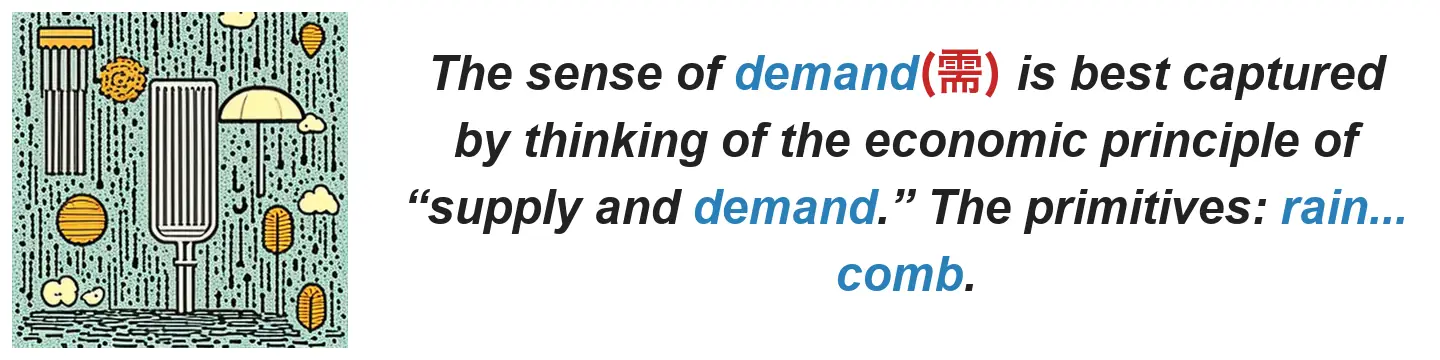 The sense of demand(需) is best captured
by thinking of the economic principle of
“supply and demand.” The primitives: rain...
comb.